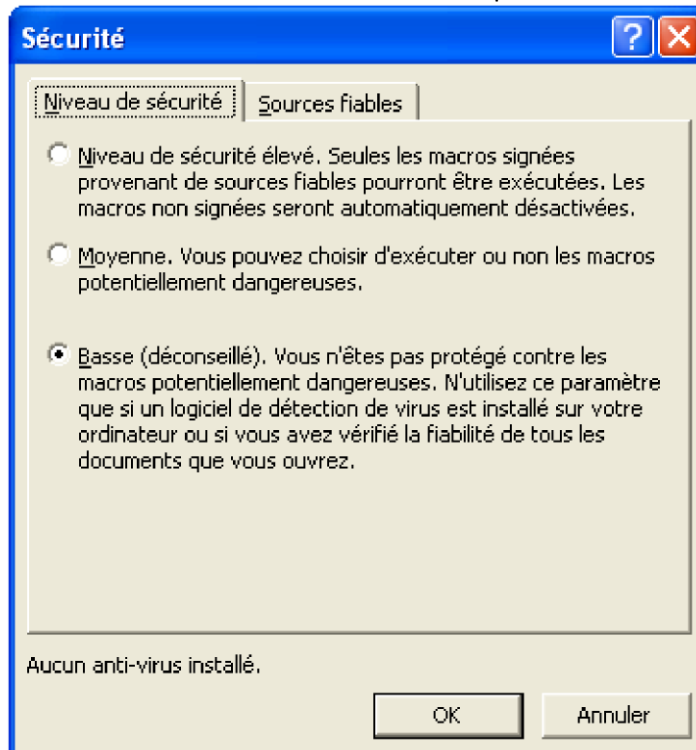 Sécurité
Niveau de sécurité
Sources fiables
Niveau de sécurité élevé. Seules les macros signées
provenant de sources fiables pourront être exécutées. Les
macros non signées seront automatiquement désactivées.
Moyenne. Vous pouvez choisir d'exécuter ou non les macros
potentiellement dangereuses.
Basse (déconseillé). Vous n'êtes pas protégé contre les
macros potentiellement dangereuses. N'utilisez ce paramètre
que si un logiciel de détection de virus est installé sur votre
ordinateur ou si vous avez vérifié la fiabilité de tous les
documents que vous ouvrez.
Aucun anti-virus installé.
OK
Annuler